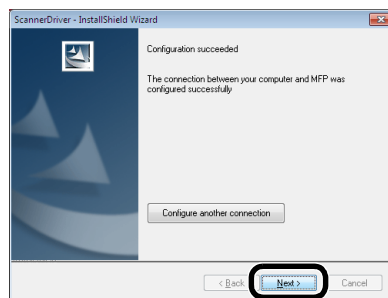 ScannerDriver - InstallShield Wizard
Configuration succeeded
The connection between your computer and MFP was
configured successfully
Configure another connection
< Back
Next >
Cancel